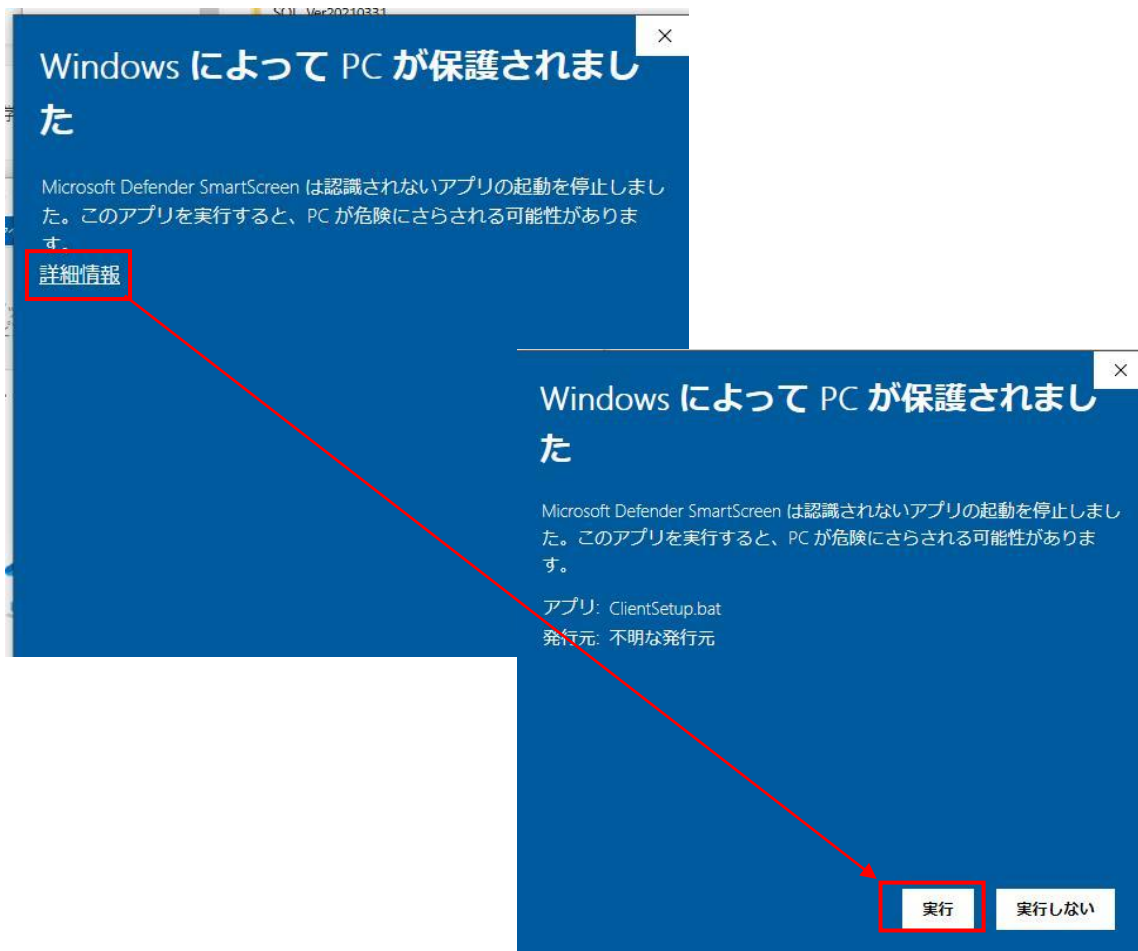 SQL_Ver20210331
Windows によって PC が保護されまし
た
Microsoft Defender SmartScreen は認識されないアプリの起動を停止しまし
た。このアプリを実行すると、PC が危険にさらされる可能性がありま
す。
詳細情報
Windows によって PC が保護されまし
た
Microsoft Defender SmartScreen は認識されないアプリの起動を停止しまし
た。このアプリを実行すると、PC が危険にさらされる可能性がありま
す。
アプリ: ClientSetup.bat
発行元: 不明な発行元
実行
実行しない